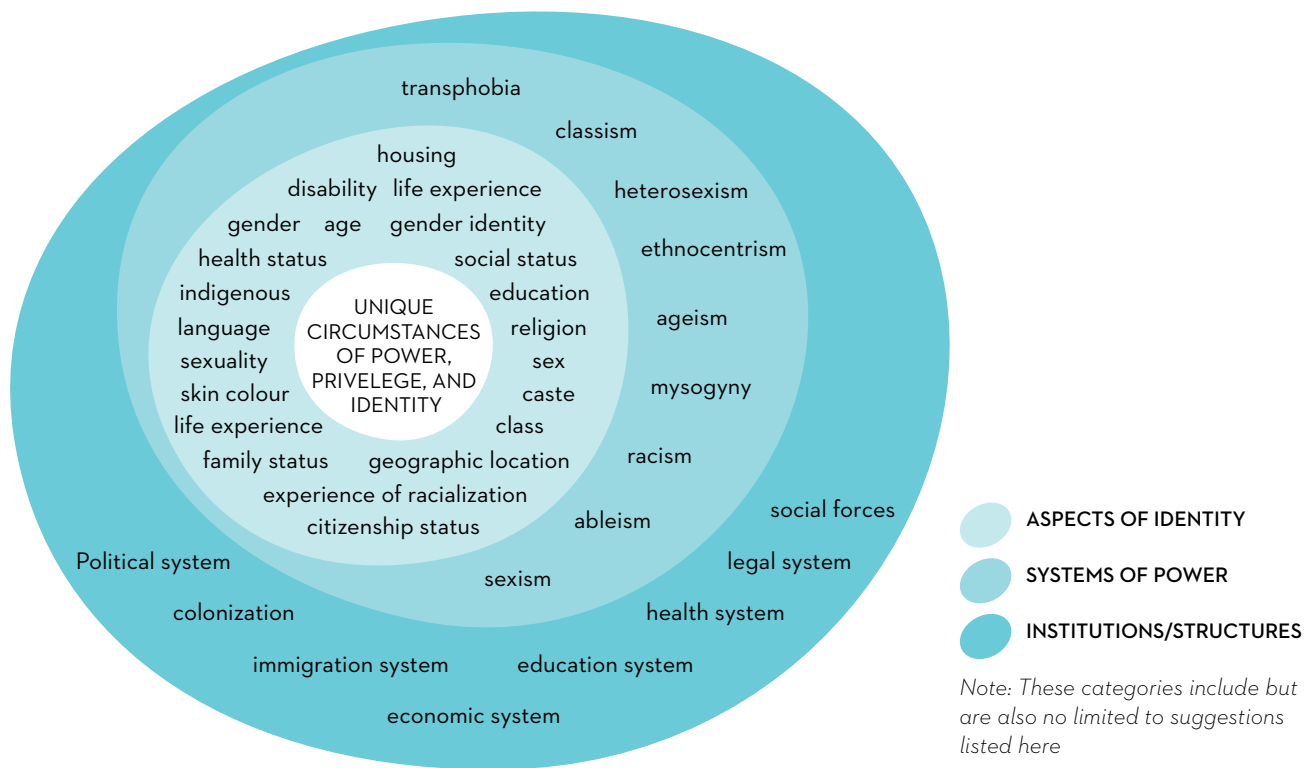 transphobia
classism
housing
disability life experience
heterosexism
gender age gender identity
ethnocentrism
health status social status
indigenous education
UNIQUE
CIRCUMSTANCES
OF POWER,
PRIVELEGE, AND
IDENTITY
language religion
ageism
sexuality sex
skin colour caste
mysogyny
life experience class
family status geographic location
racism
experience of racialization
citizenship status
ableism
social forces
Political system
sexism
legal system
colonization
health system
immigration system
education system
economic system
ASPECTS OF IDENTITY
SYSTEMS OF POWER
INSTITUTIONS/STRUCTURES
Note: These categories include but
are also no limited to suggestions
listed here